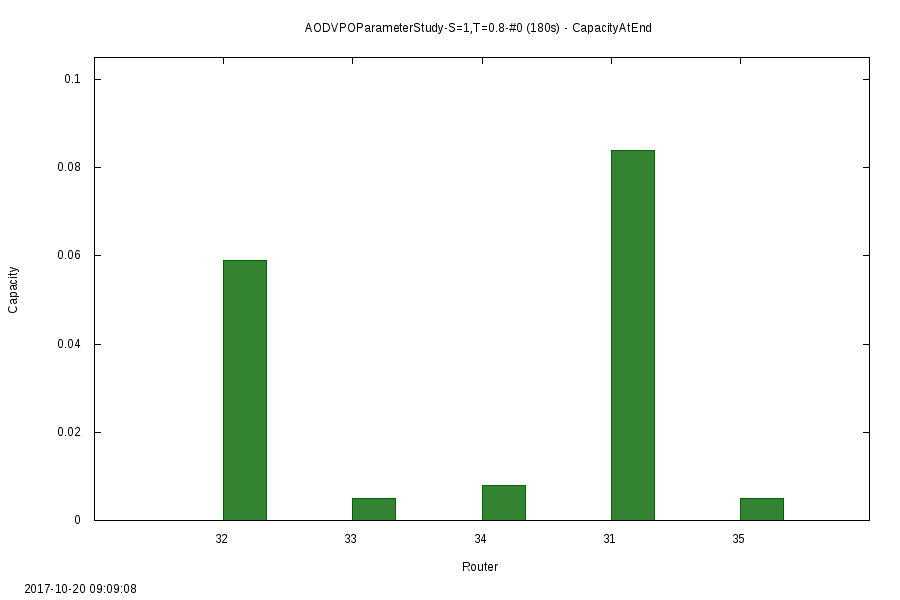 AODVPOParameterStudy-S=1,T=0.8-#0 (180s) - CapacityAtEnd
0.1
0.08
0.06
0.04
0.02
0
Capacity
32 33 34 31 35
Router
2017-10-20 09:09:08